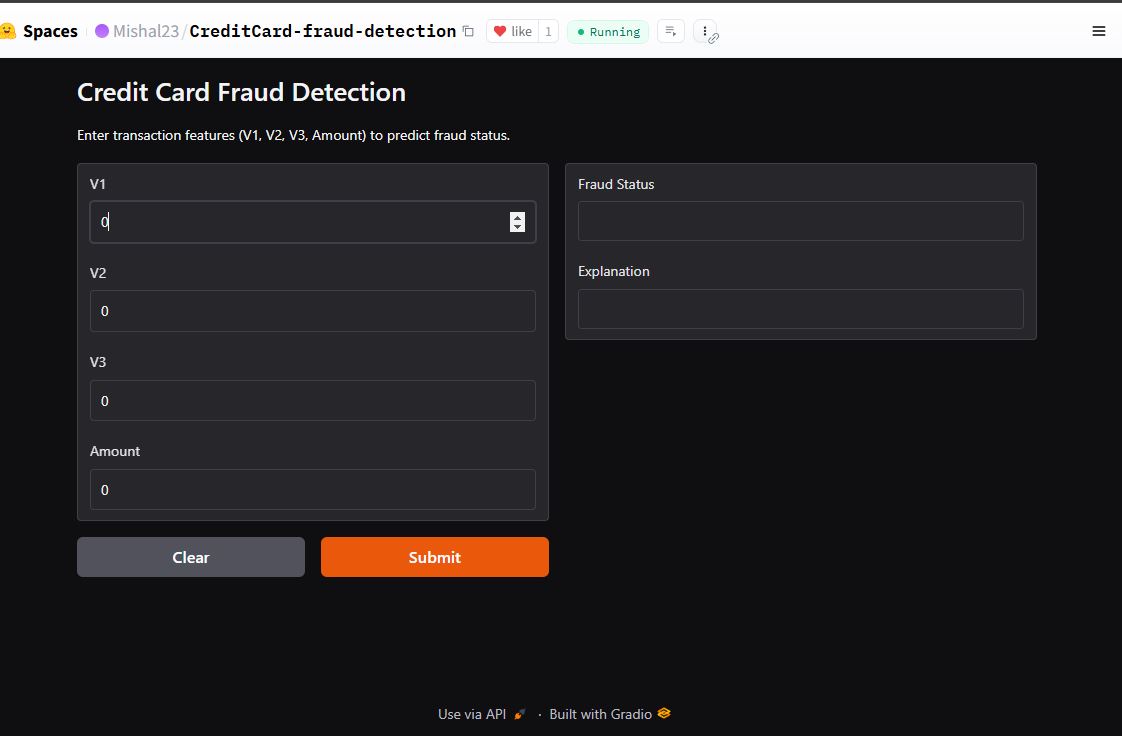 Spaces Mishal23/CreditCard-fraud-detection like 1 Running
Credit Card Fraud Detection
Enter transaction features (V1, V2, V3, Amount) to predict fraud status.
V1
0
V2
0
V3
0
Amount
0
Clear Submit
Fraud Status
Explanation
Use via API · Built with Gradio